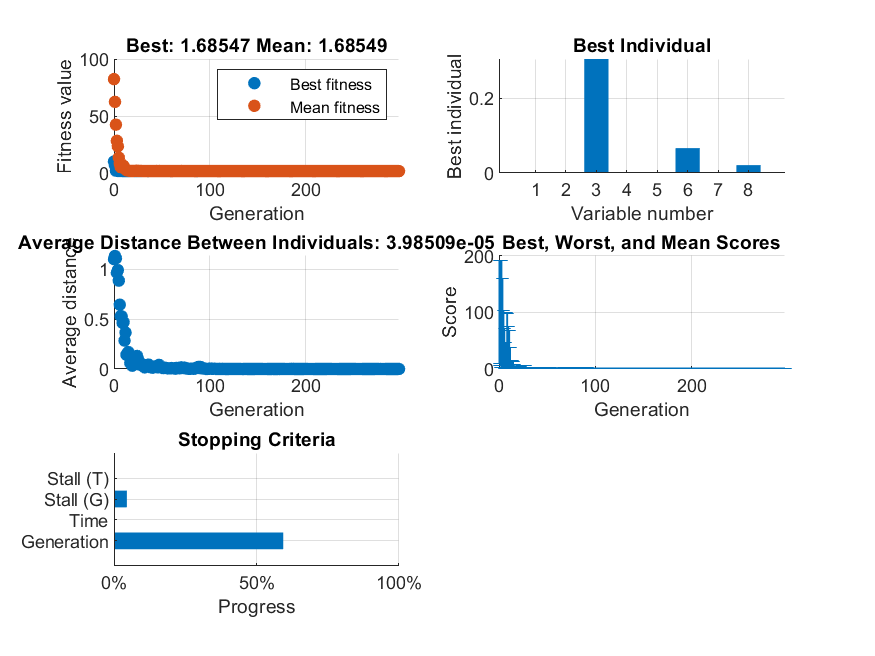 Best: 1.68547 Mean: 1.68549
Fitness value
100
50
0
Best fitness
Mean fitness
0 100 200
Generation
Best Individual
Best individual
0.2
0
1 2 3 4 5 6 7 8
Variable number
Average Distance Between Individuals: 3.98509e-05
Average distance
1
0.5
0
0 100 200
Generation
Best, Worst, and Mean Scores
Score
200
100
0
0 100 200
Generation
Stopping Criteria
Stall (T)
Stall (G)
Time
Generation
0% 50% 100%
Progress